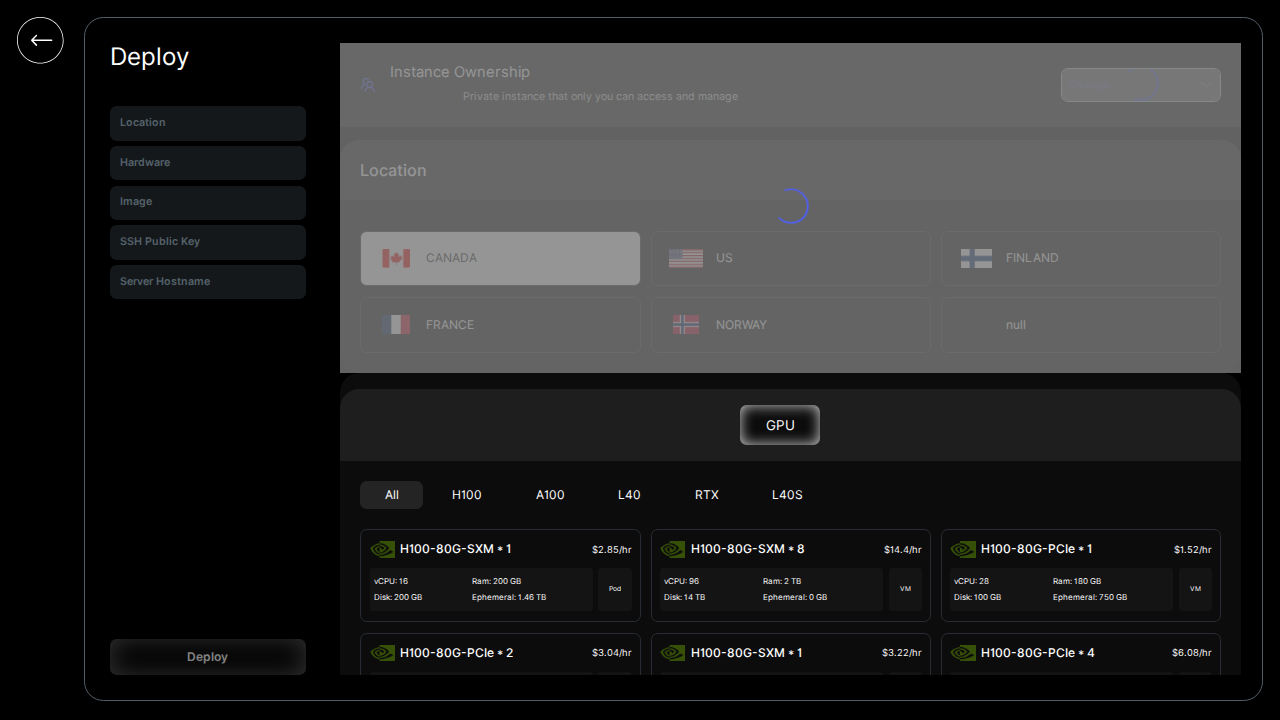 Deploy
Location
Hardware
Image
SSH Public Key
Server Hostname
Deploy
Instance Ownership
Private instance that only you can access and manage
Location
CANADA
US
FINLAND
FRANCE
NORWAY
null
GPU
All
H100
A100
L40
RTX
L40S
H100-80G-SXM * 1
$2.85/hr
vCPU: 16
Ram: 200 GB
Disk: 200 GB
Ephemeral: 1.46 TB
Pod
H100-80G-SXM * 8
$14.4/hr
vCPU: 96
Ram: 2 TB
Disk: 14 TB
Ephemeral: 0 GB
VM
H100-80G-PCIe * 1
$1.52/hr
vCPU: 28
Ram: 180 GB
Disk: 100 GB
Ephemeral: 750 GB
VM
H100-80G-PCIe * 2
$3.04/hr
H100-80G-SXM * 1
$3.22/hr
H100-80G-PCIe * 4
$6.08/hr